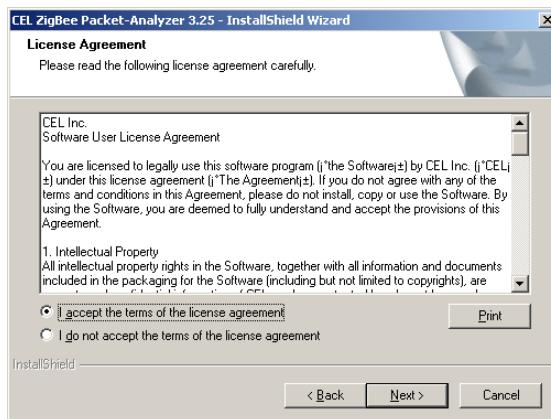 CEL ZigBee Packet-Analyzer 3.25 - InstallShield Wizard
License Agreement
Please read the following license agreement carefully.
CEL Inc.
Software User License Agreement
You are licensed to legally use this software program (¡°the Software¡±) by CEL Inc. (¡°CEL¡
±) under this license agreement (¡°The Agreement¡±). If you do not agree with any of the
terms and conditions in this Agreement, please do not install, copy or use the Software. By
using the Software, you are deemed to fully understand and accept the provisions of this
Agreement.
1. Intellectual Property
All intellectual property rights in the Software, together with all information and documents
included in the packaging for the Software (including but not limited to copyrights), are
I accept the terms of the license agreement
Print
I do not accept the terms of the license agreement
InstallShield
< Back
Next >
Cancel